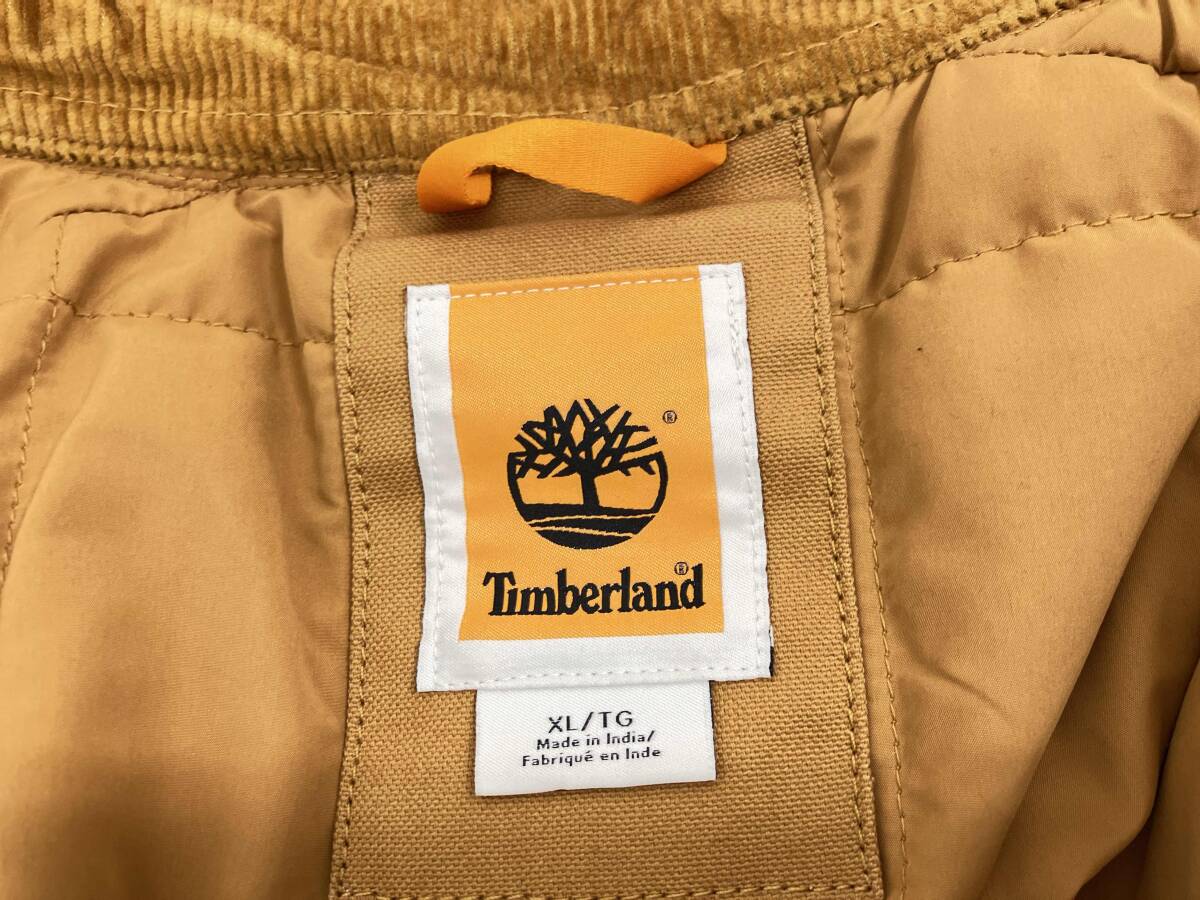 ®
Timberland®
XL/TG
Made in India/
Fabriqué en Inde